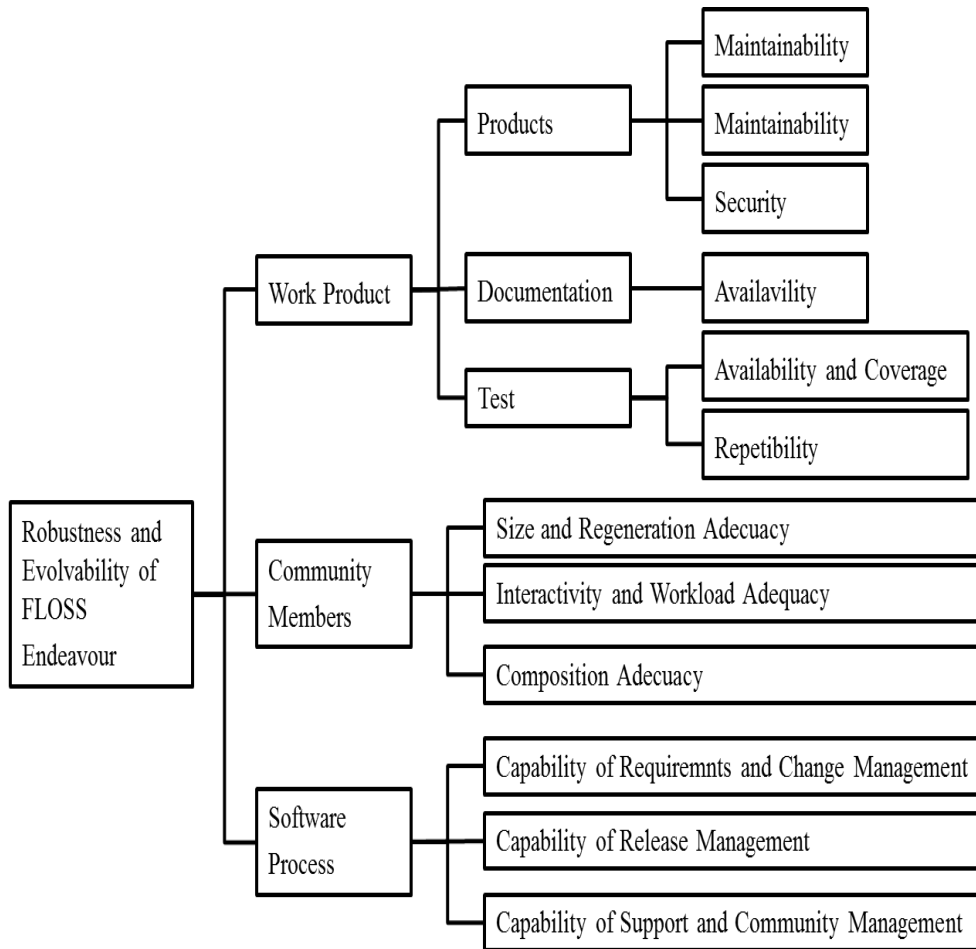 Robustness and
Evolvability of
FLOSS
Endeavour
Work Product
Products
Maintainability
Maintainability
Security
Documentation
Availavility
Test
Availability and Coverage
Repetibility
Community
Members
Size and Regeneration Adecuacy
Interactivity and Workload Adequacy
Composition Adecuacy
Software
Process
Capability of Requiremnts and Change Management
Capability of Release Management
Capability of Support and Community Management